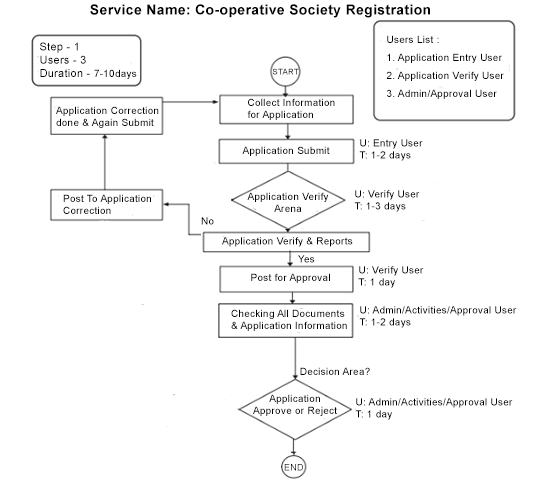 Service Name: Co-operative Society Registration
Step - 1
Users - 3
Duration - 7-10days
Users List :
1. Application Entry User
2. Application Verify User
3. Admin/Approval User
START
Application Correction
done & Again Submit
Collect Information
for Application
Application Submit
U: Entry User
T: 1-2 days
Post To Application
Correction
Application Verify
Arena
U: Verify User
T: 1-3 days
No
Application Verify & Reports
Yes
Post for Approval
U: Verify User
T: 1 day
Checking All Documents
& Application Information
U: Admin/Activities/Approval User
T: 1-2 days
Decision Area?
Application
Approve or Reject
U: Admin/Activities/Approval User
T: 1 day
END